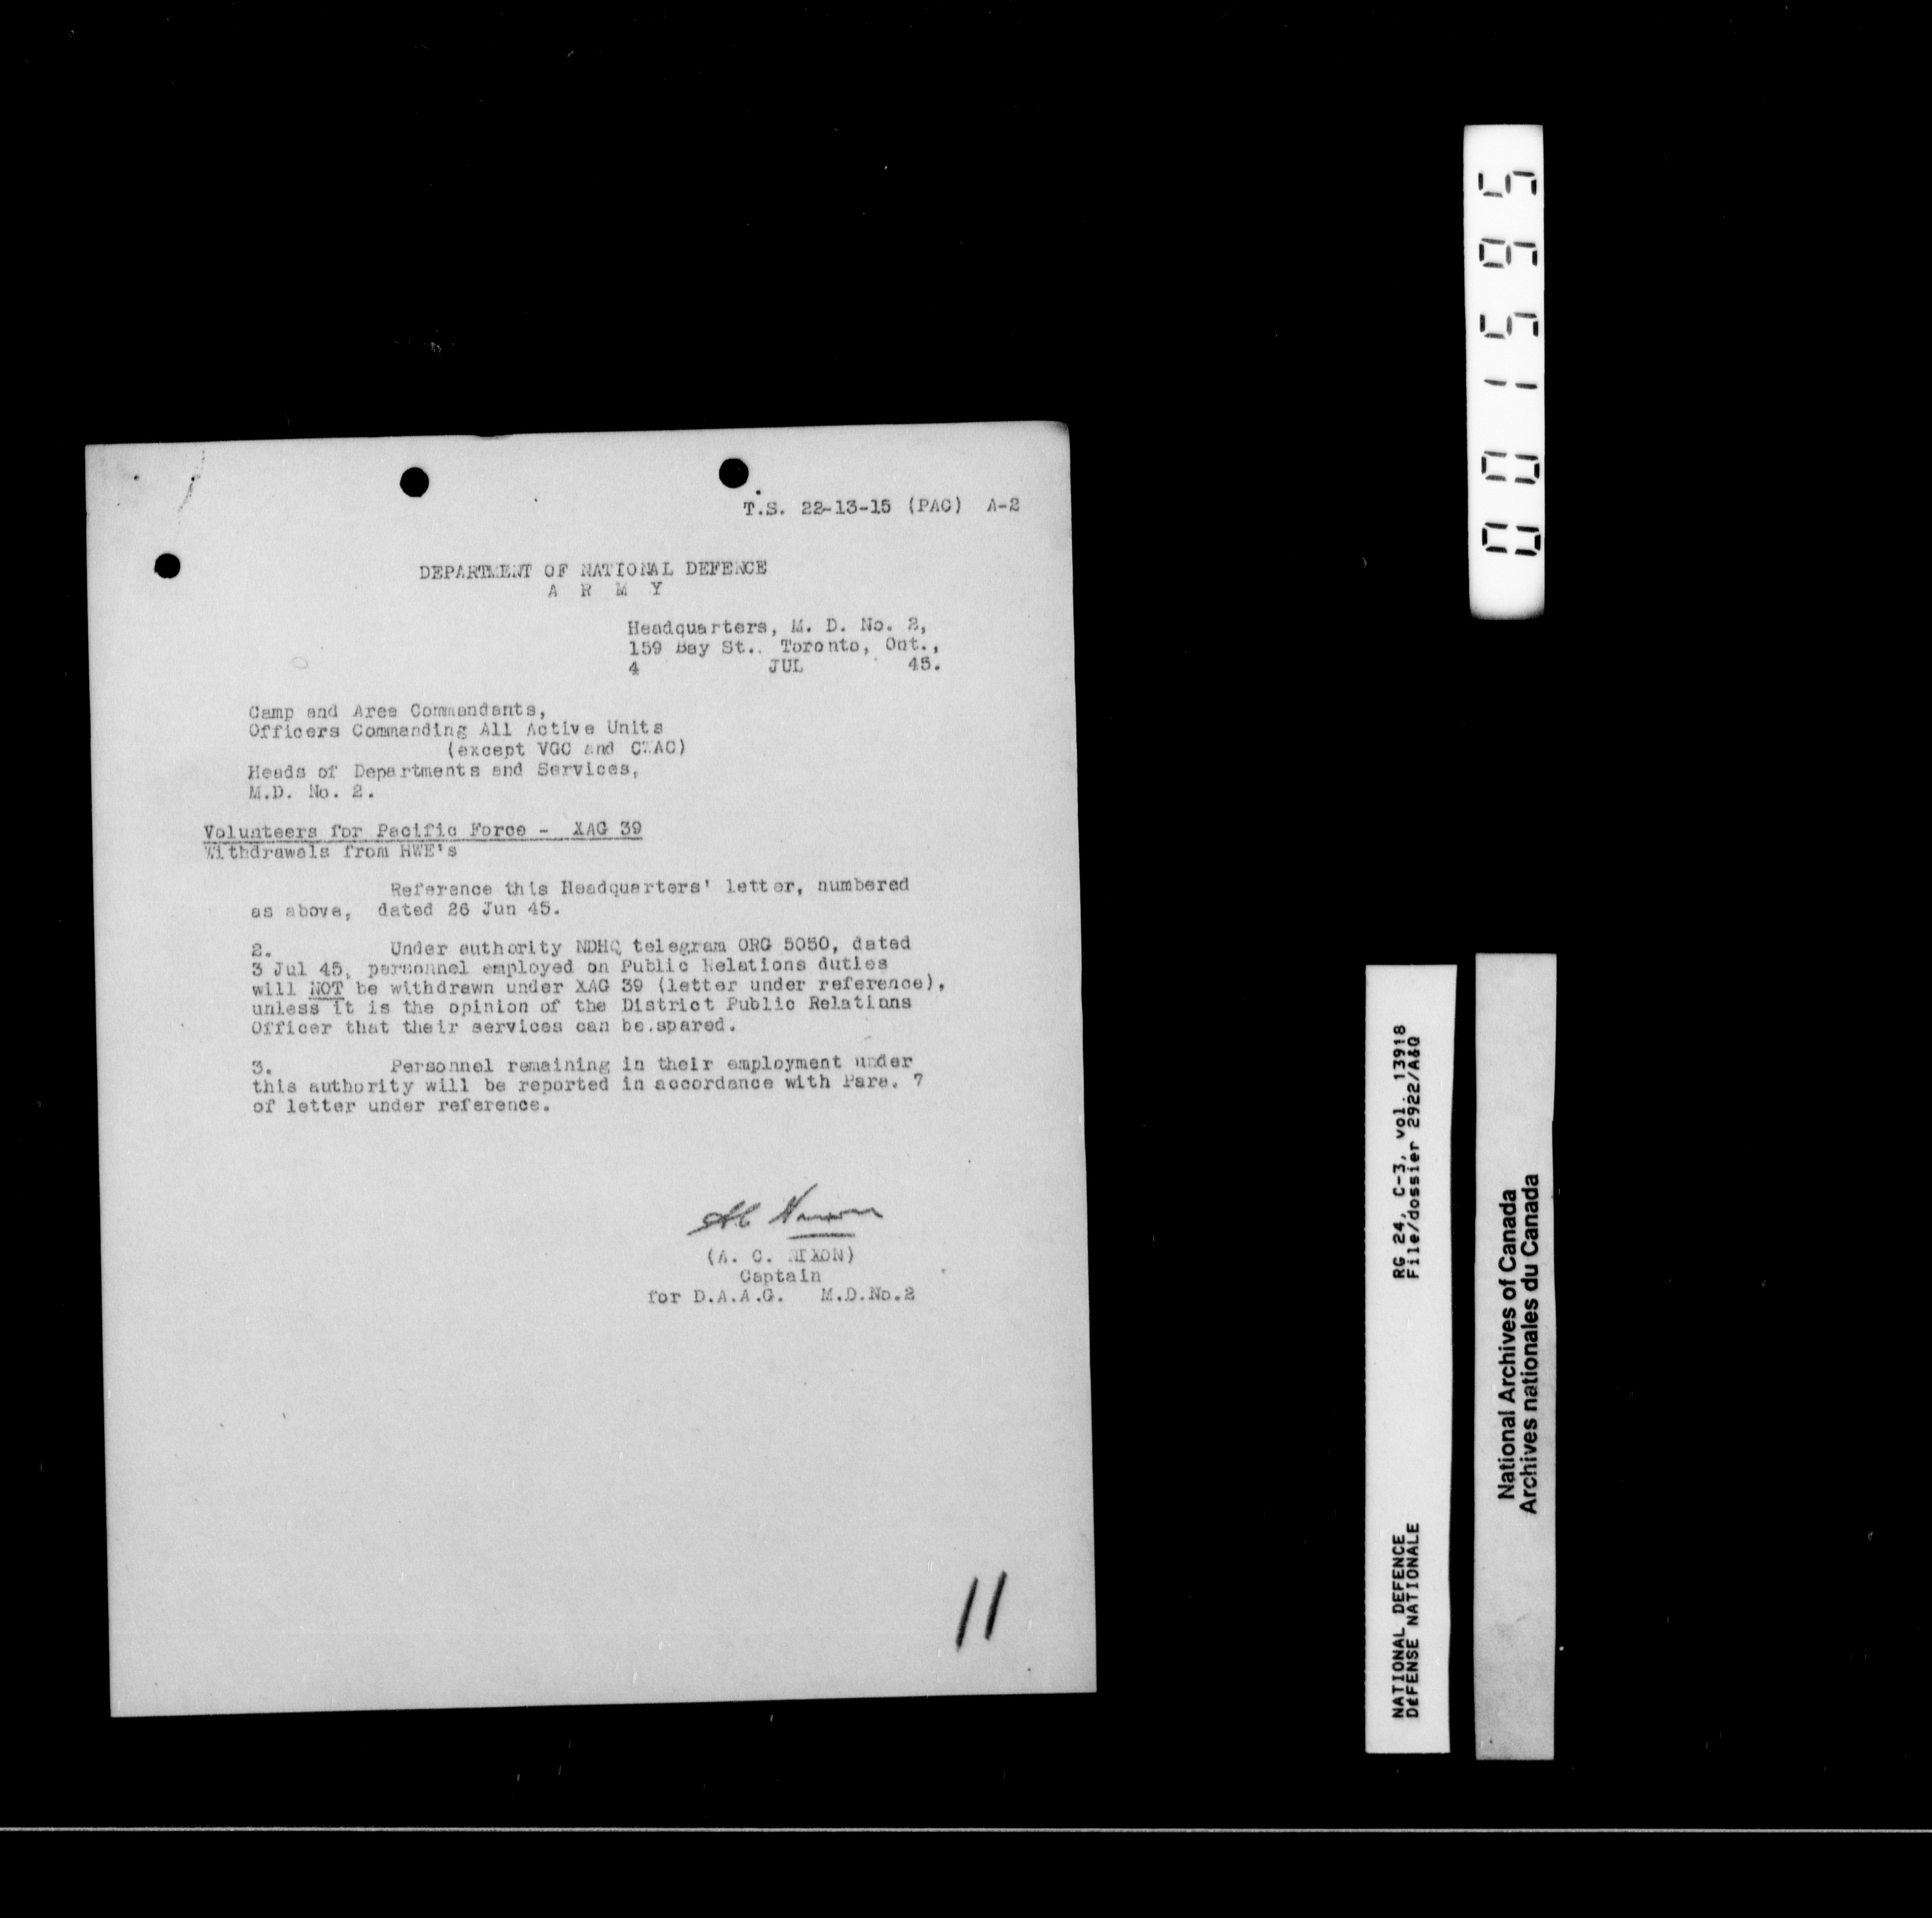 T.S. 22-13-15 (PAC) A-2
DEPARTMENT OF NATIONAL DEFENCE
A R M Y
Headquarters, M. D. No. 2,
159 Bay St.. Toronto, Ont.,
4 JUL 45.
Camp and Area Commandants,
Officers Commanding All Active Units
(except VGC and CWAC)
Heads of Departments and Services,
M.D. No. 2.
Volunteers for Pacific Force - XAG 39
Withdrawals from HWE's
Reference this Headquarters' letter, numbered
as above, dated 26 Jun 45.
2. Under authority NDHQ telegram ORG 5050, dated
3 Jul 45, personnel employed on Public Relations duties
will NOT be withdrawn under XAG 39 (letter under reference),
unless it is the opinion of the District Public Relations
Officer that their services can be spared.
3. Personnel remaining in their employment under
this authority will be reported in accordance with Para. 7
of letter under reference.
AC Nixon
(A. C. NIXON)
Captain
for D.A.A.G. M.D.No.2
11
001595
RG 24, C-3, vol. 13918
File/dossier 2922/A&Q
NATIONAL DEFENCE
DÉFENSE NATIONALE
National Archives of Canada
Archives nationales du Canada